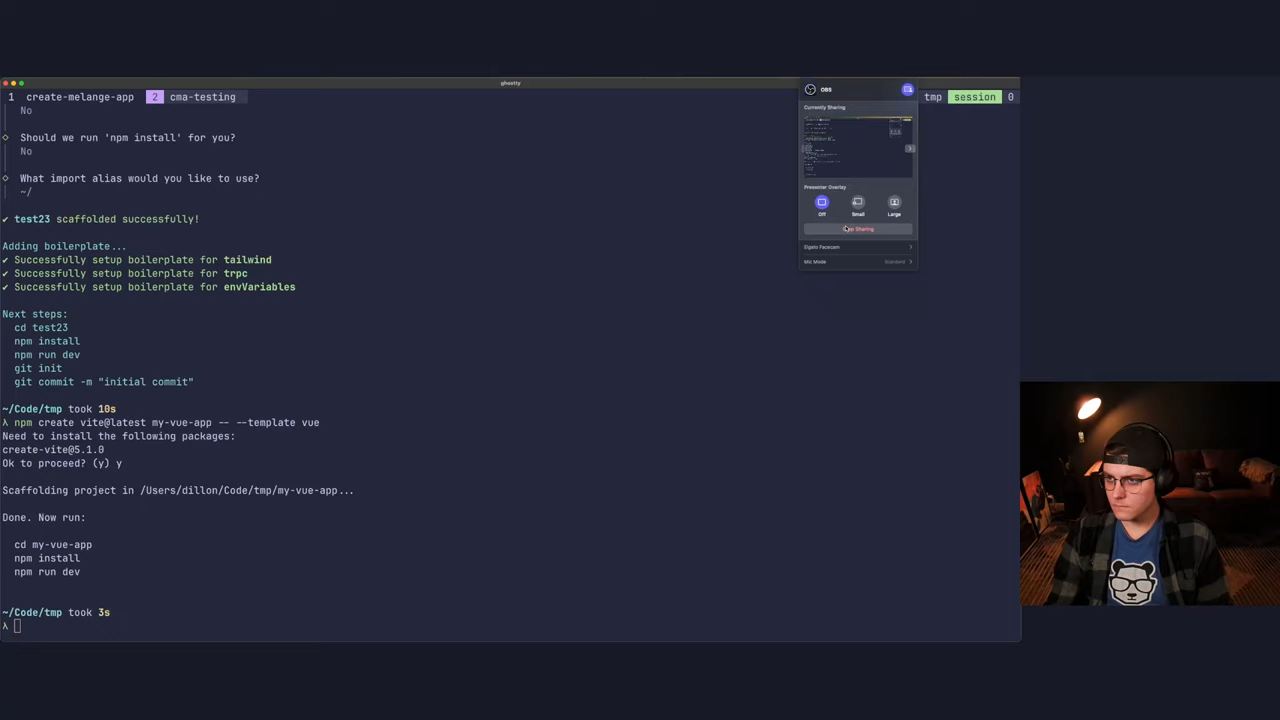 ghostty
1 create-melange-app 2 cma-testing
tmp session 0
No
◇ Should we run 'npm install' for you?
No
◇ What import alias would you like to use?
~/
✔ test23 scaffolded successfully!
Adding boilerplate...
✔ Successfully setup boilerplate for tailwind
✔ Successfully setup boilerplate for trpc
✔ Successfully setup boilerplate for envVariables
Next steps:
cd test23
npm install
npm run dev
git init
git commit -m "initial commit"
~/Code/tmp took 10s
λ npm create vite@latest my-vue-app -- --template vue
Need to install the following packages:
create-vite@5.1.0
Ok to proceed? (y) y
Scaffolding project in /Users/dillon/Code/tmp/my-vue-app...
Done. Now run:
cd my-vue-app
npm install
npm run dev
~/Code/tmp took 3s
λ
OBS
Currently Sharing
Presenter Overlay
Off Small Large
Stop Sharing
Elgato Facecam
Mic Mode Standard